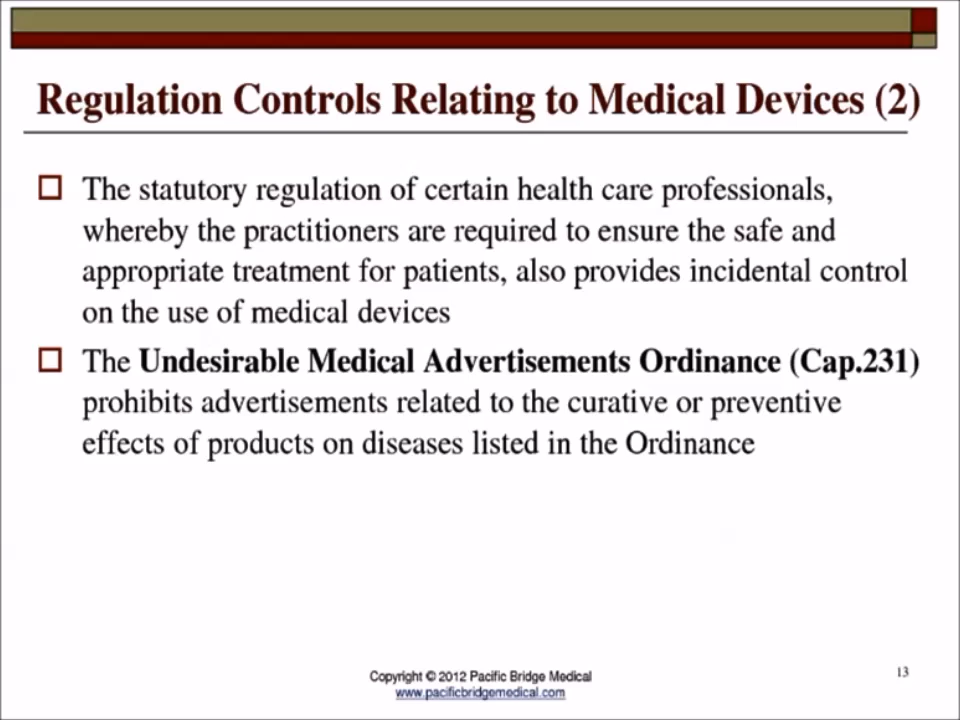 Regulation Controls Relating to Medical Devices (2)
The statutory regulation of certain health care professionals,
whereby the practitioners are required to ensure the safe and
appropriate treatment for patients, also provides incidental control
on the use of medical devices
The Undesirable Medical Advertisements Ordinance (Cap.231)
prohibits advertisements related to the curative or preventive
effects of products on diseases listed in the Ordinance
Copyright © 2012 Pacific Bridge Medical
www.pacificbridgemedical.com
13